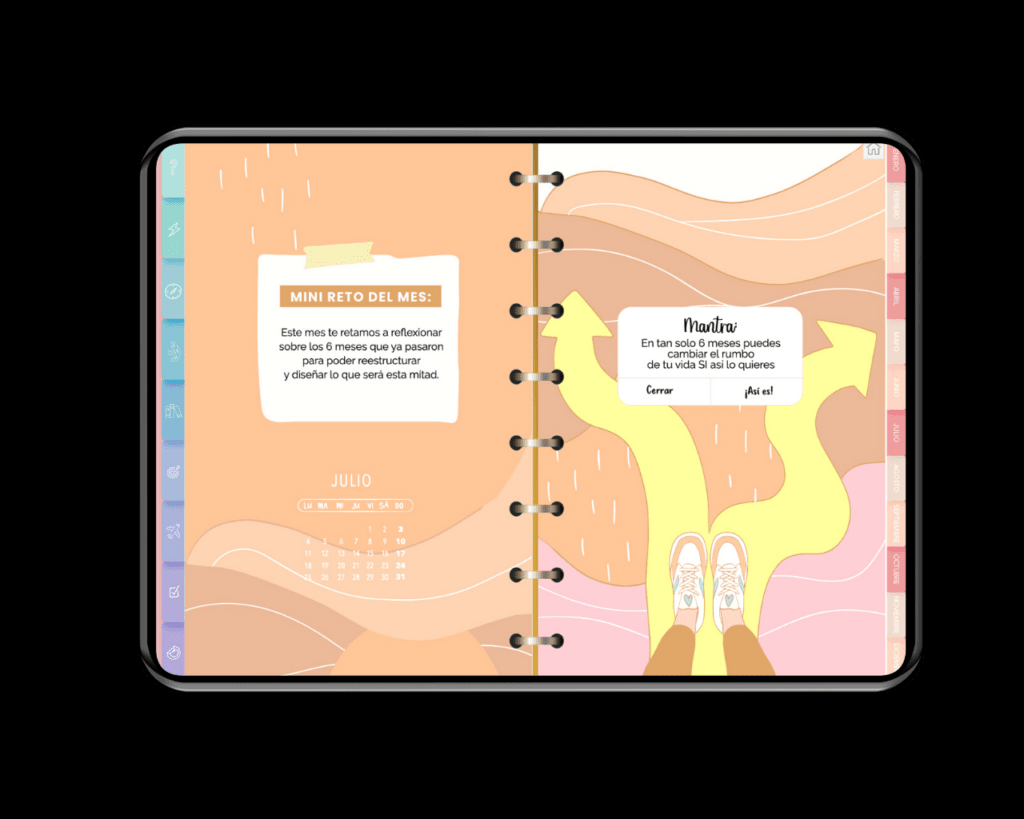 MINI RETO DEL MES:
Este mes te retamos a reflexionar
sobre los 6 meses que ya pasaron
para poder reestructurar
y diseñar lo que será esta mitad.
JULIO
LU MA MI JU VI SA DO
1 2 3
4 5 6 7 8 9 10
11 12 13 14 15 16 17
18 19 20 21 22 23 24
25 26 27 28 29 30 31
Mantra:
En tan solo 6 meses puedes
cambiar el rumbo
de tu vida SI así lo quieres
Cerrar
¡Así es!
ENERO
FEBRERO
MARZO
ABRIL
MAYO
JUNIO
JULIO
AGOSTO
SEPTIEMBRE
OCTUBRE
NOVIEMBRE